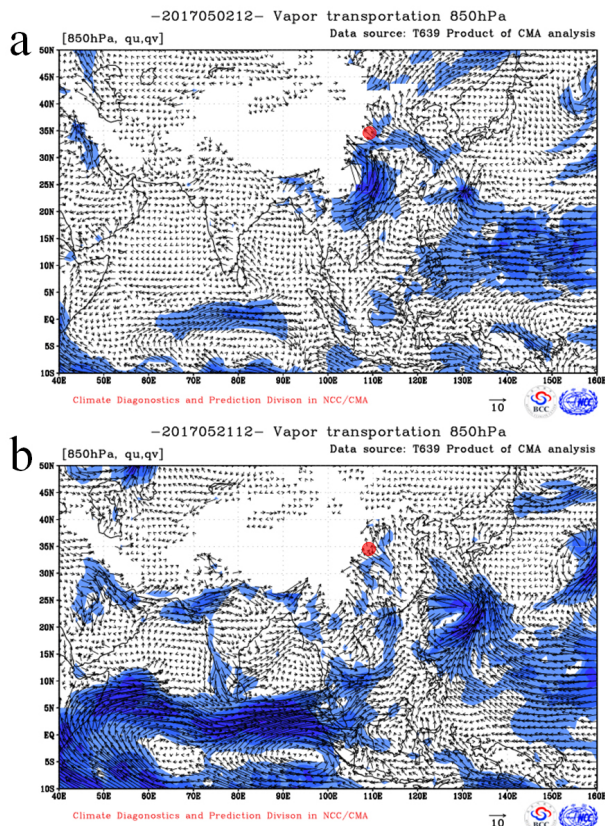 a
-2017050212- Vapor transportation 850hPa
[850hPa, qu,qv]
Data source: T639 Product of CMA analysis
50N
45N
40N
35N
30N
25N
20N
15N
10N
5N
EQ
5S
10S
40E 50E 60E 70E 80E 90E 100E 110E 120E 130E 140E 150E 160E
Climate Diagonostics and Prediction Divison in NCC/CMA
10
BCC
NCC
b
-2017052112- Vapor transportation 850hPa
[850hPa, qu,qv]
Data source: T639 Product of CMA analysis
50N
45N
40N
35N
30N
25N
20N
15N
10N
5N
EQ
5S
10S
40E 50E 60E 70E 80E 90E 100E 110E 120E 130E 140E 150E 160E
Climate Diagonostics and Prediction Divison in NCC/CMA
10
BCC
NCC